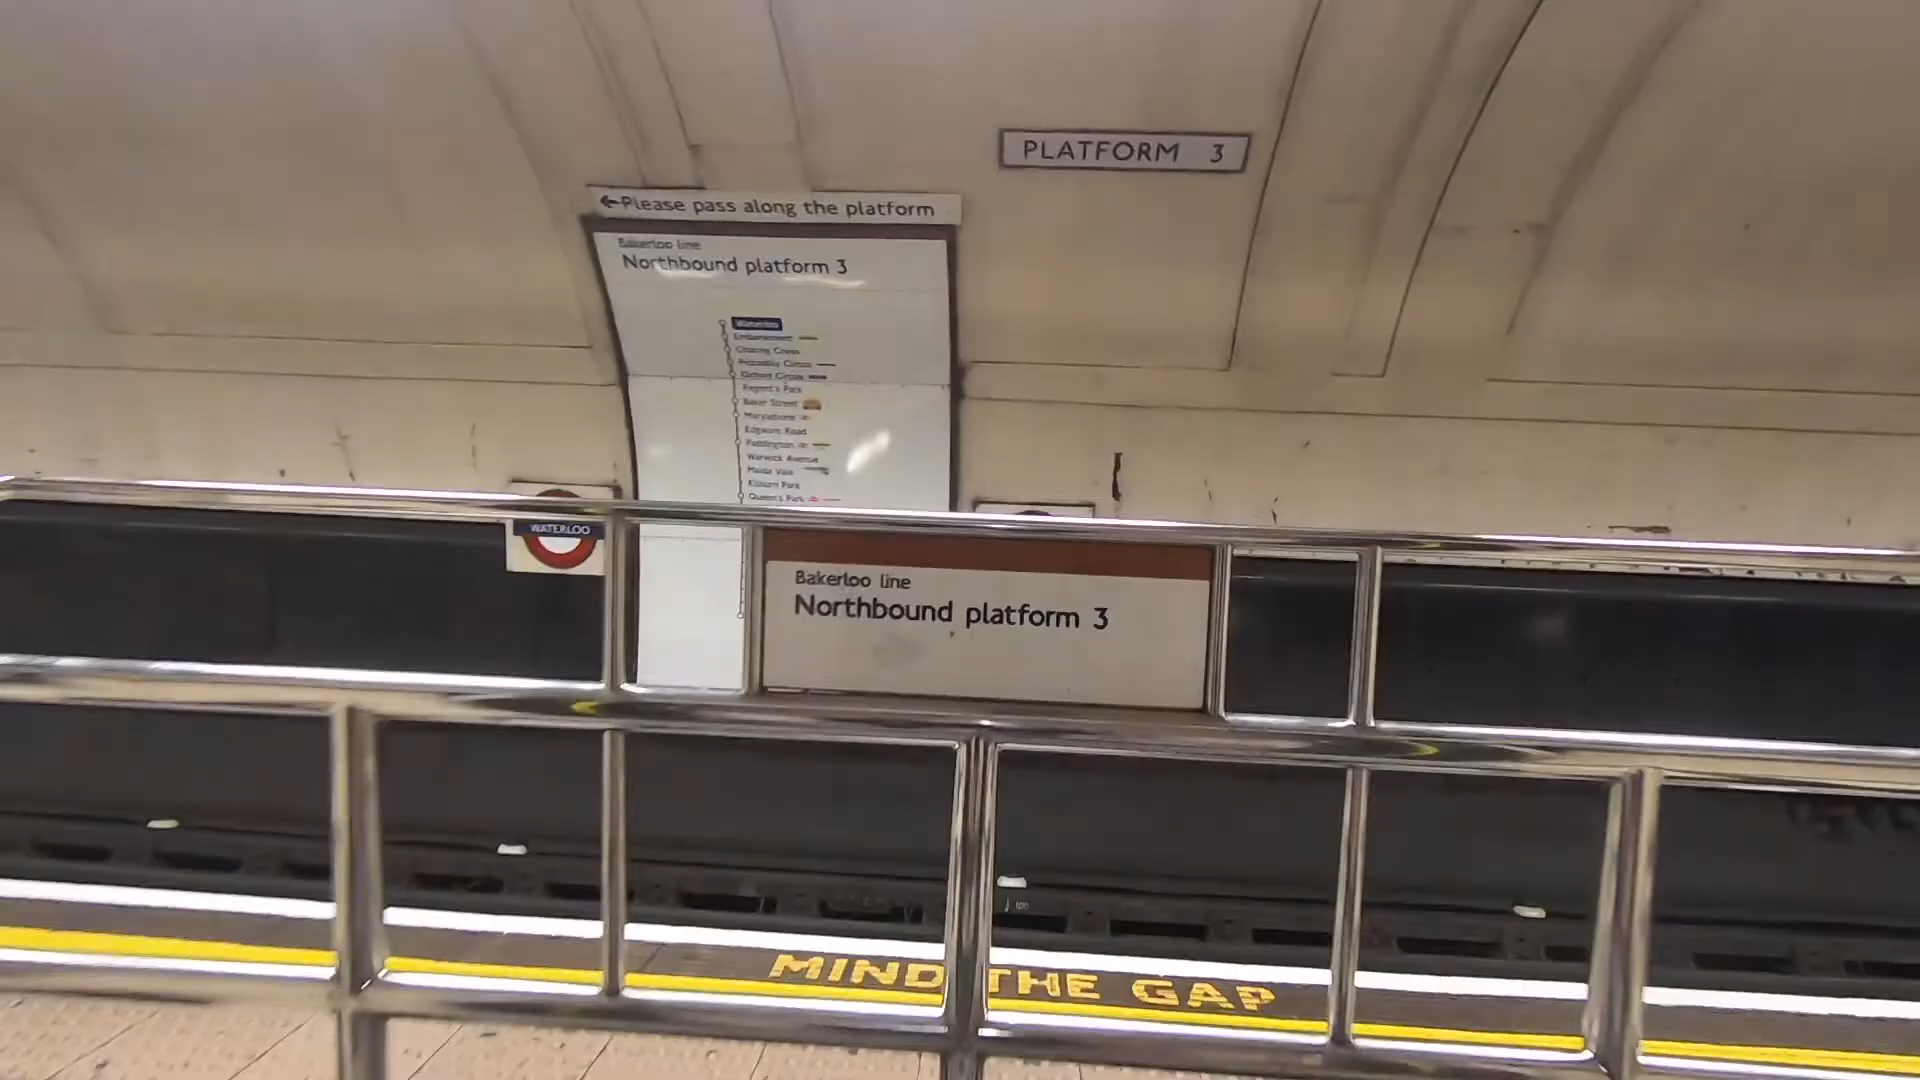 PLATFORM 3
←Please pass along the platform
Bakerloo line
Northbound platform 3
Waterloo
Embankment
Charing Cross
Piccadilly Circus
Oxford Circus
Regent's Park
Baker Street
Marylebone
Edgware Road
Paddington
Warwick Avenue
Maida Vale
Kilburn Park
Queen's Park
WATERLOO
Bakerloo line
Northbound platform 3
MIND THE GAP